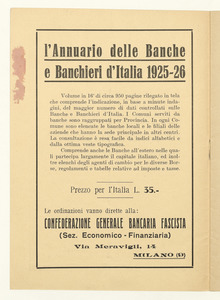 l'Annuario delle Banche
e Banchieri d'Italia 1925-26
Volume in 16° di circa 950 pagine rilegato in tela
che comprende l'indicazione, in base a minute indagini,
del maggior numero di dati controllati sulle
Banche e Banchieri d'Italia. I Comuni serviti da
banche sono raggruppati per Provincia. In ogni Comune
sono elencate le banche locali e le filiali delle
aziende che hanno la sede principale in altri centri.
La consultazione è resa facile da indici alfabetici e
dalla ottima veste tipografica.
Comprende anche le Banche all'estero nelle quali
partecipa largamente il capitale italiano, ed inoltre
elenchi degli agenti di cambio per le diverse
Borse, regolamenti e tabelle relative ad imposte e tasse.
Prezzo per l'Italia L. 35.-
Le ordinazioni vanno dirette alla:
CONFEDERAZIONE GENERALE BANCARIA FASCISTA
(Sez. Economico - Finanziaria)
Via Meravigli, 14
MILANO